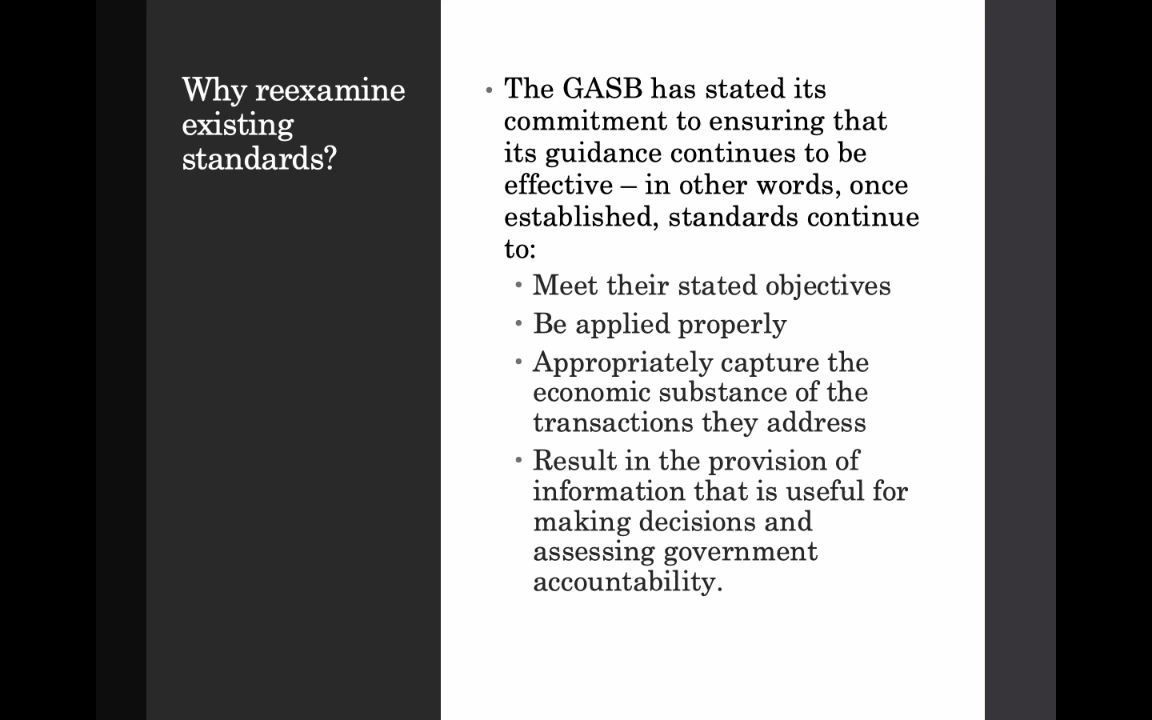 Why reexamine
existing
standards?
• The GASB has stated its
commitment to ensuring that
its guidance continues to be
effective – in other words, once
established, standards continue
to:
• Meet their stated objectives
• Be applied properly
• Appropriately capture the
economic substance of the
transactions they address
• Result in the provision of
information that is useful for
making decisions and
assessing government
accountability.